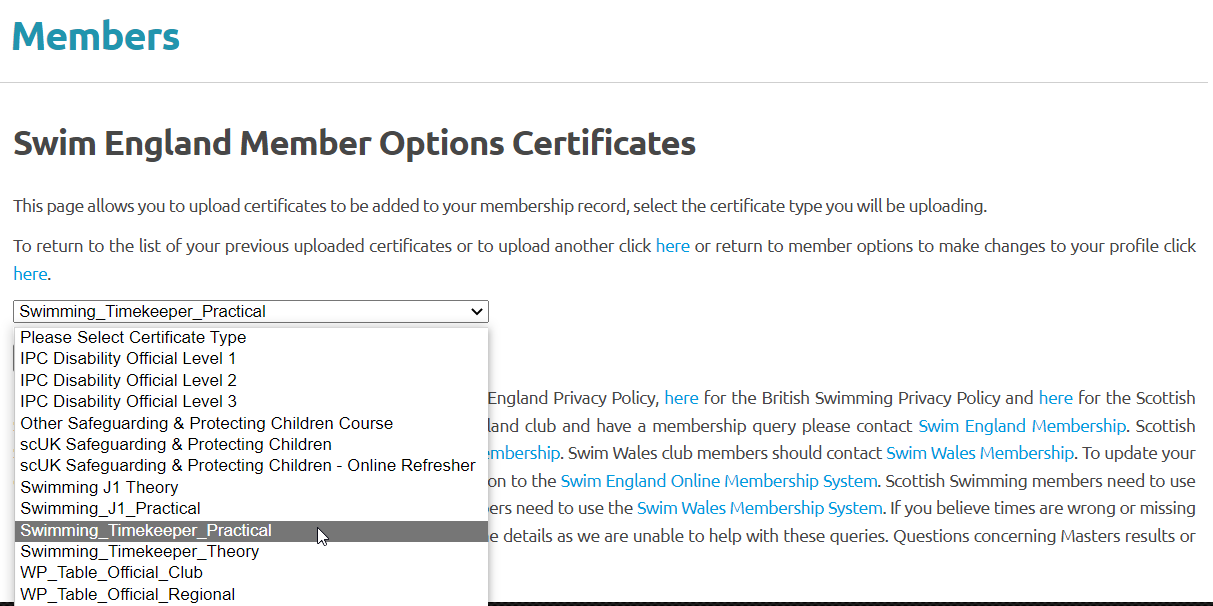 Members
Swim England Member Options Certificates
This page allows you to upload certificates to be added to your membership record, select the certificate type you will be uploading.
To return to the list of your previous uploaded certificates or to upload another click here or return to member options to make changes to your profile click
here.
Swimming_Timekeeper_Practical
Please Select Certificate Type
IPC Disability Official Level 1
IPC Disability Official Level 2
IPC Disability Official Level 3
Other Safeguarding & Protecting Children Course
scUK Safeguarding & Protecting Children
scUK Safeguarding & Protecting Children - Online Refresher
Swimming J1 Theory
Swimming_J1_Practical
Swimming_Timekeeper_Practical
Swimming_Timekeeper_Theory
WP_Table_Official_Club
WP_Table_Official_Regional
England Privacy Policy, here for the British Swimming Privacy Policy and here for the Scottish
land club and have a membership query please contact Swim England Membership. Scottish
embership. Swim Wales club members should contact Swim Wales Membership. To update your
on to the Swim England Online Membership System. Scottish Swimming members need to use
ers need to use the Swim Wales Membership System. If you believe times are wrong or missing
e details as we are unable to help with these queries. Questions concerning Masters results or